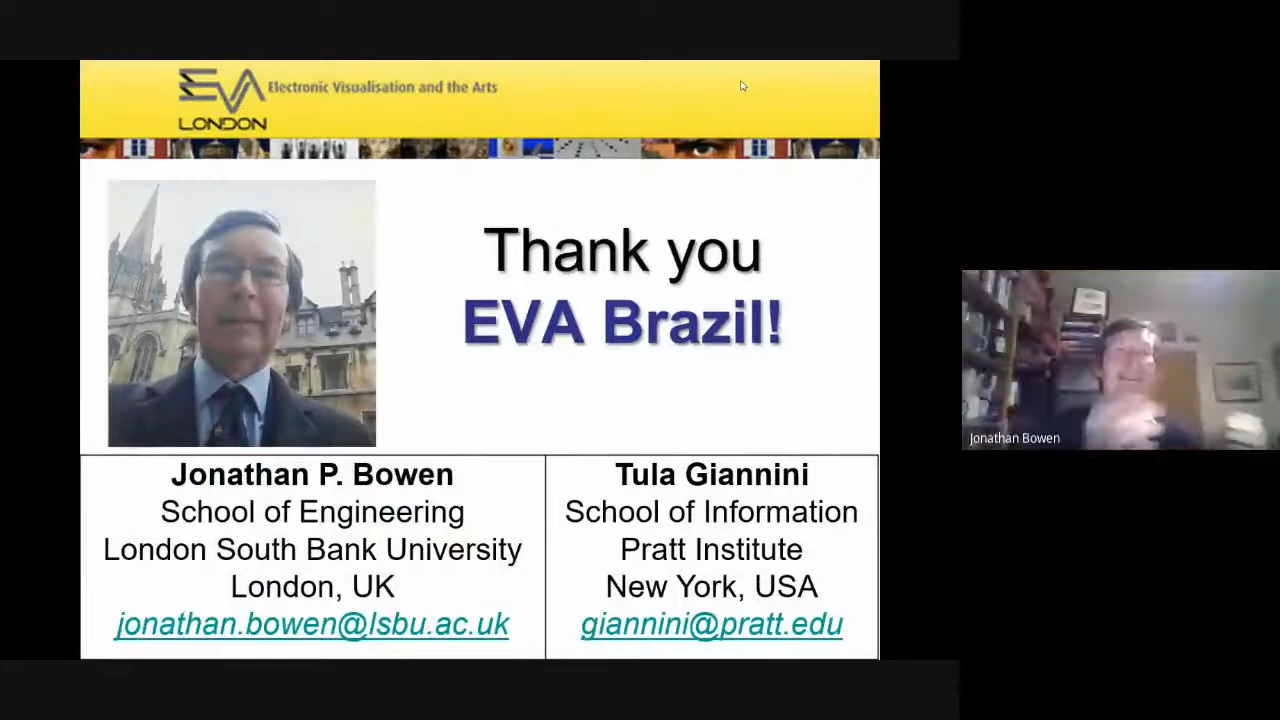 EVA
Electronic Visualisation and the Arts
LONDON
Thank you
EVA Brazil!
Jonathan P. Bowen
School of Engineering
London South Bank University
London, UK
jonathan.bowen@lsbu.ac.uk
Tula Giannini
School of Information
Pratt Institute
New York, USA
giannini@pratt.edu
Jonathan Bowen